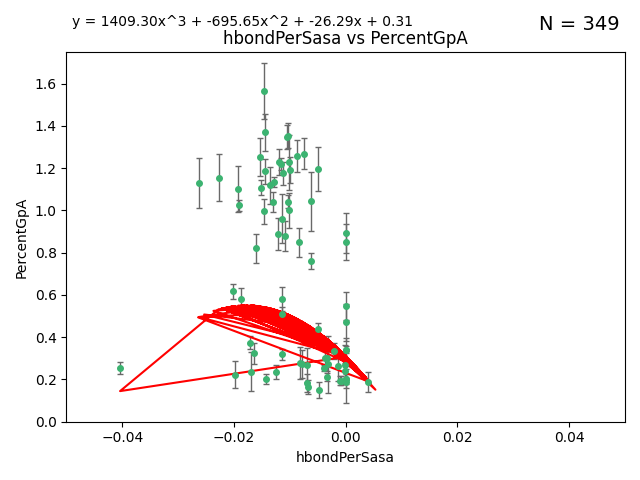 y = 1409.30x^3 + -695.65x^2 + -26.29x + 0.31
N = 349
hbondPerSasa vs PercentGpA
PercentGpA
1.6
1.4
1.2
1.0
0.8
0.6
0.4
0.2
0.0
−0.04 −0.02 0.00 0.02 0.04
hbondPerSasa